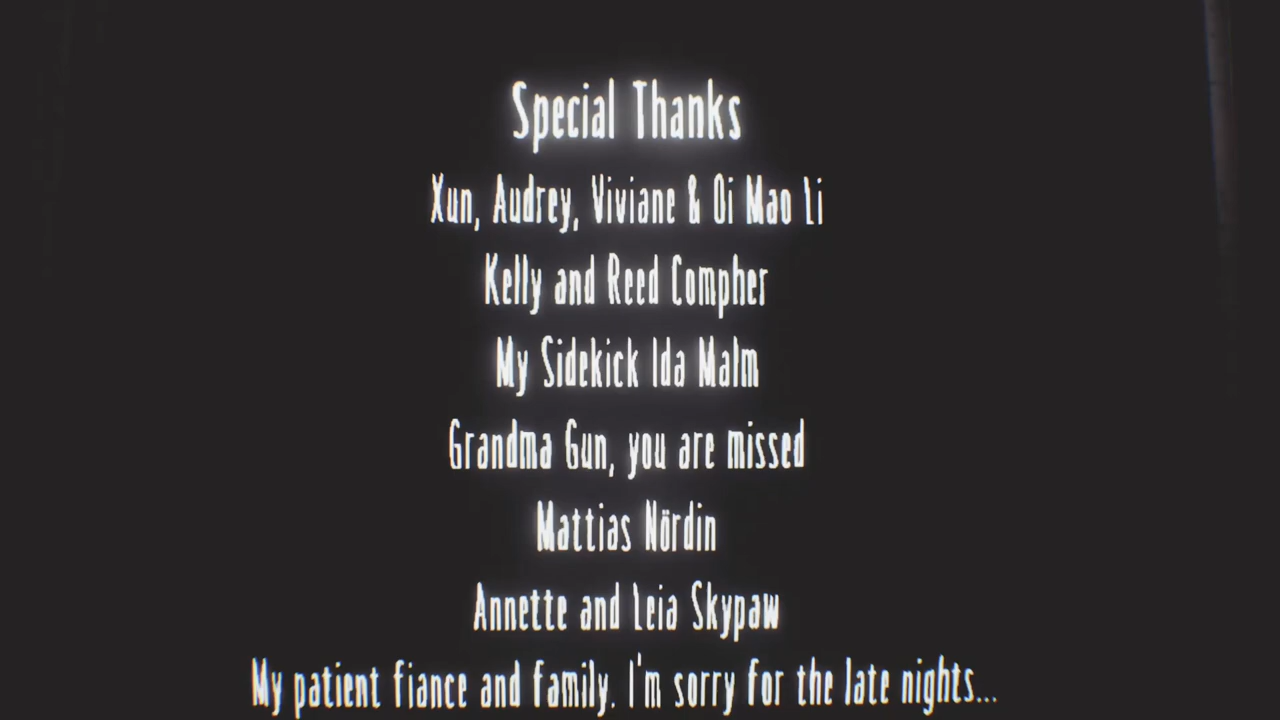 Special Thanks
Xun, Audrey, Viviane & Oi Mao Li
Kelly and Reed Compher
My Sidekick Ida Malm
Grandma Gun, you are missed
Mattias Nördin
Annette and Leia Skypaw
My patient fiance and family. I'm sorry for the late nights...